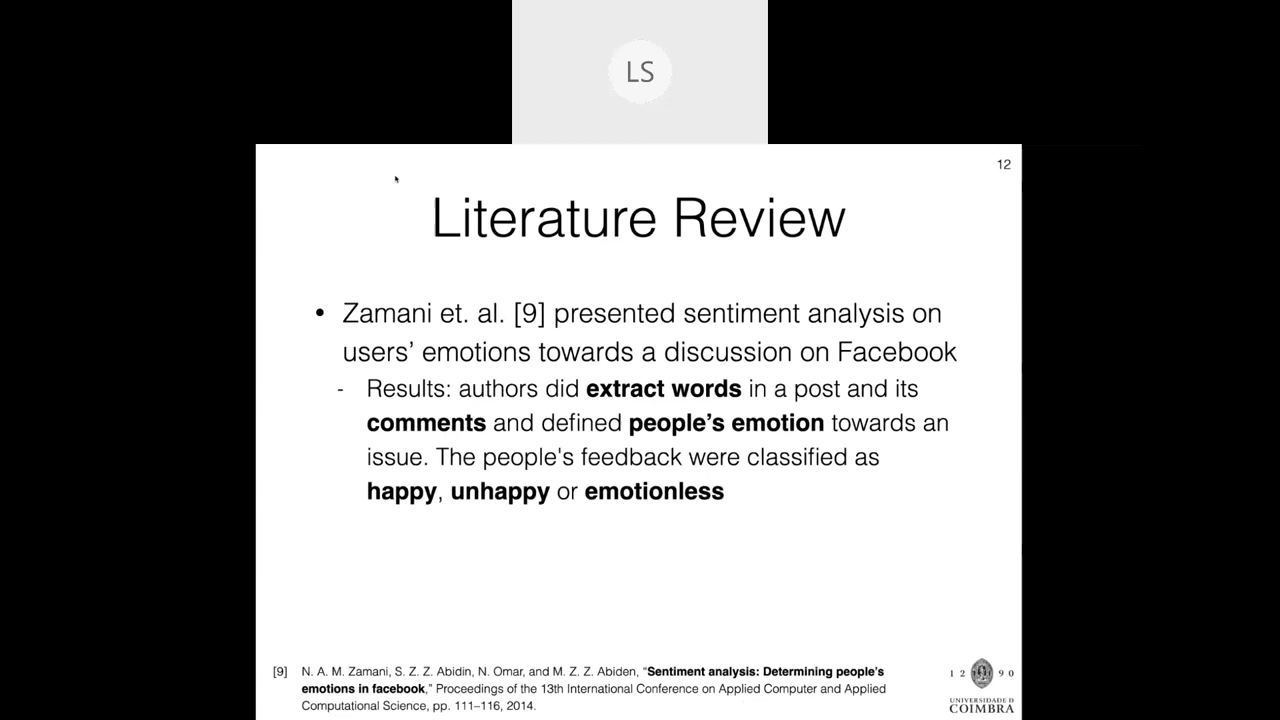 LS
12
Literature Review
• Zamani et. al. [9] presented sentiment analysis on
users’ emotions towards a discussion on Facebook
- Results: authors did extract words in a post and its
comments and defined people’s emotion towards an
issue. The people's feedback were classified as
happy, unhappy or emotionless
[9] N. A. M. Zamani, S. Z. Z. Abidin, N. Omar, and M. Z. Z. Abiden, “Sentiment analysis: Determining people’s
emotions in facebook,” Proceedings of the 13th International Conference on Applied Computer and Applied
Computational Science, pp. 111–116, 2014.
1 2 9 0
UNIVERSIDADE D
COIMBRA